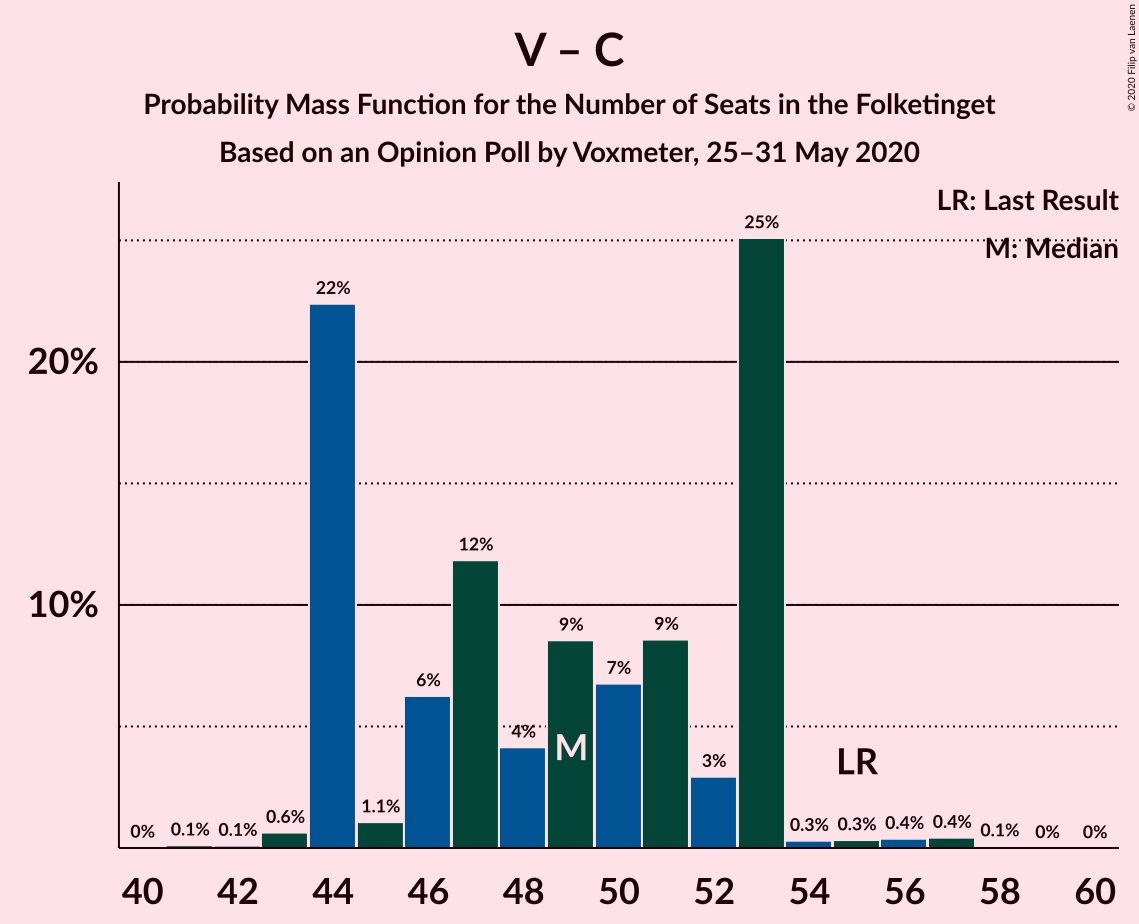 V – C
Probability Mass Function for the Number of Seats in the Folketinget
Based on an Opinion Poll by Voxmeter, 25–31 May 2020
© 2020 Filip van Laenen
LR: Last Result
M: Median
25%
22%
20%
12%
10%
9%
9%
7%
6%
4%
M
3%
LR
1.1%
0.6%
0% 0.1% 0.1% 0.3% 0.3% 0.4% 0.4% 0.1% 0% 0%
40 42 44 46 48 50 52 54 56 58 60